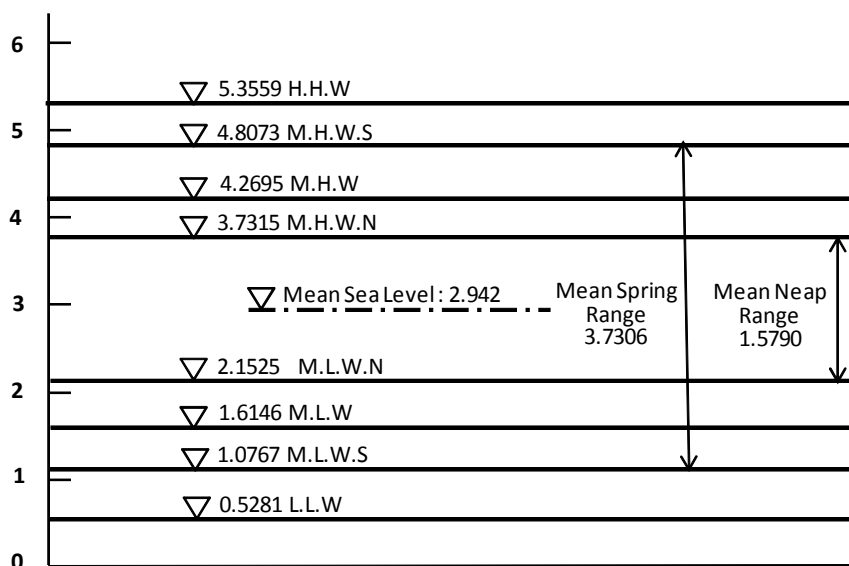 6
5.3559 H.H.W
5
4.8073 M.H.W.S
4.2695 M.H.W
4
3.7315 M.H.W.N
3
Mean Sea Level : 2.942
Mean Spring
Range
3.7306
Mean Neap
Range
1.5790
2.1525 M.L.W.N
2
1.6146 M.L.W
1.0767 M.L.W.S
1
0.5281 L.L.W
0